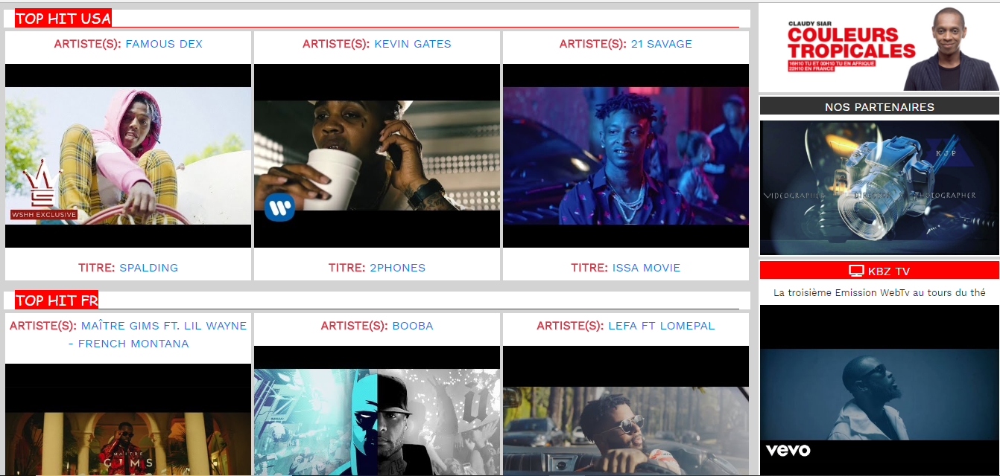 TOP HIT USA
ARTISTE(S): FAMOUS DEX
ARTISTE(S): KEVIN GATES
ARTISTE(S): 21 SAVAGE
WSHH EXCLUSIVE
TITRE: SPALDING
TITRE: 2PHONES
TITRE: ISSA MOVIE
TOP HIT FR
ARTISTE(S): MAÎTRE GIMS FT. LIL WAYNE
- FRENCH MONTANA
ARTISTE(S): BOOBA
ARTISTE(S): LEFA FT LOMEPAL
MAITRE
GIMS
CLAUDY SIAR
COULEURS
TROPICALES
16H10 TU ET 00H10 TU EN AFRIQUE
22H10 EN FRANCE
NOS PARTENAIRES
KJP
VIDEOGRAPHER DIRECTOR PHOTOGRAPHER
KBZ TV
La troisième Emission WebTv au tours du thé
vevo